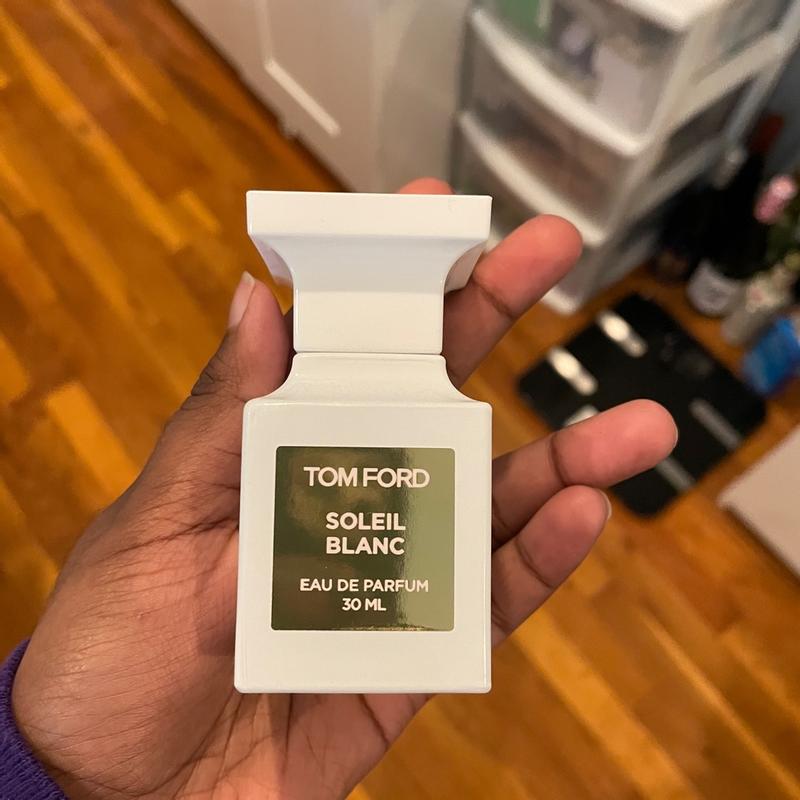 TOM FORD
SOLEIL
BLANC
EAU DE PARFUM
30 ML